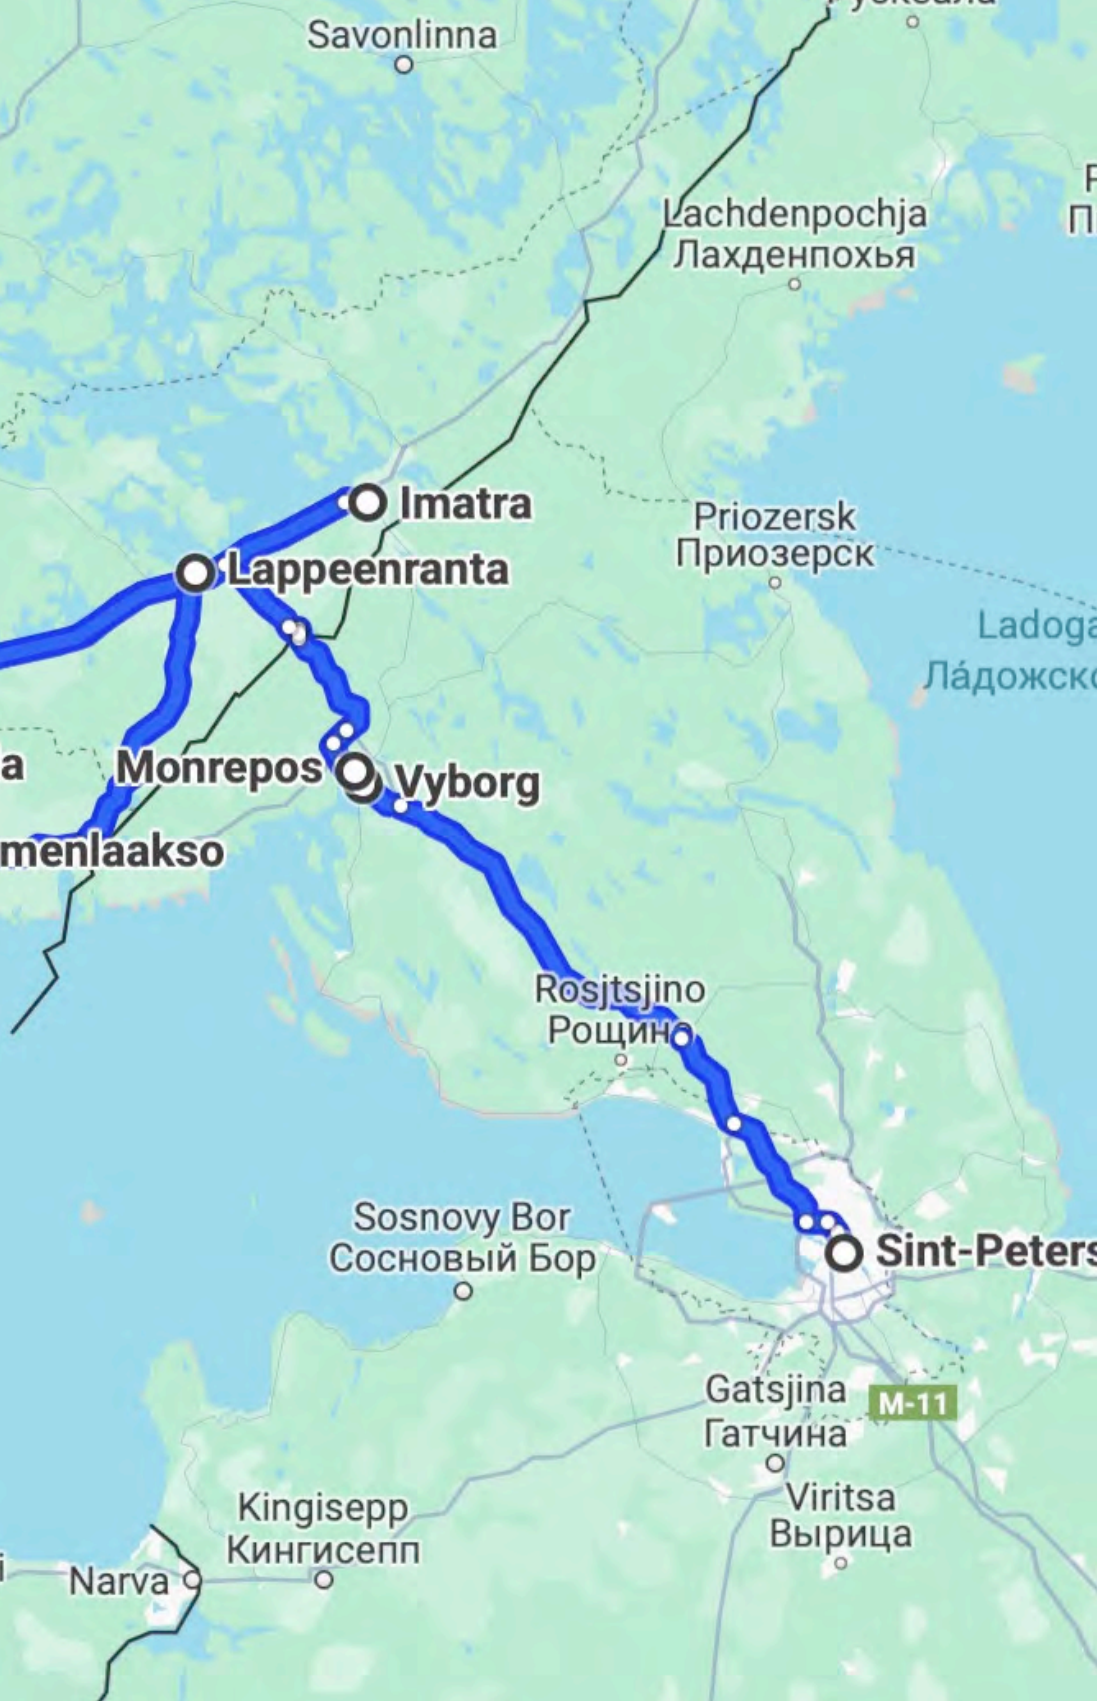 Savonlinna
Lachdenpochja
Лахденпохья
Imatra
Priozersk
Приозерск
Lappeenranta
Ladoga
Ла́дожско
Monrepos
Vyborg
menlaakso
Rosjtsjino
Рощино
Sosnovy Bor
Сосновый Бор
Sint-Peters
Gatsjina
Гатчина
M-11
Viritsa
Вырица
Kingisepp
Кингисепп
Narva